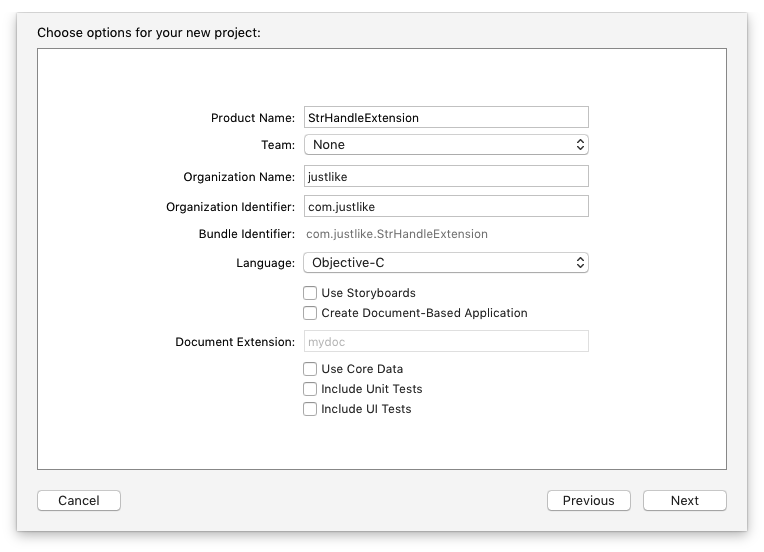 Choose options for your new project:
Product Name: StrHandleExtension
Team: None
Organization Name: justlike
Organization Identifier: com.justlike
Bundle Identifier: com.justlike.StrHandleExtension
Language: Objective-C
Use Storyboards
Create Document-Based Application
Document Extension: mydoc
Use Core Data
Include Unit Tests
Include UI Tests
Cancel Previous Next